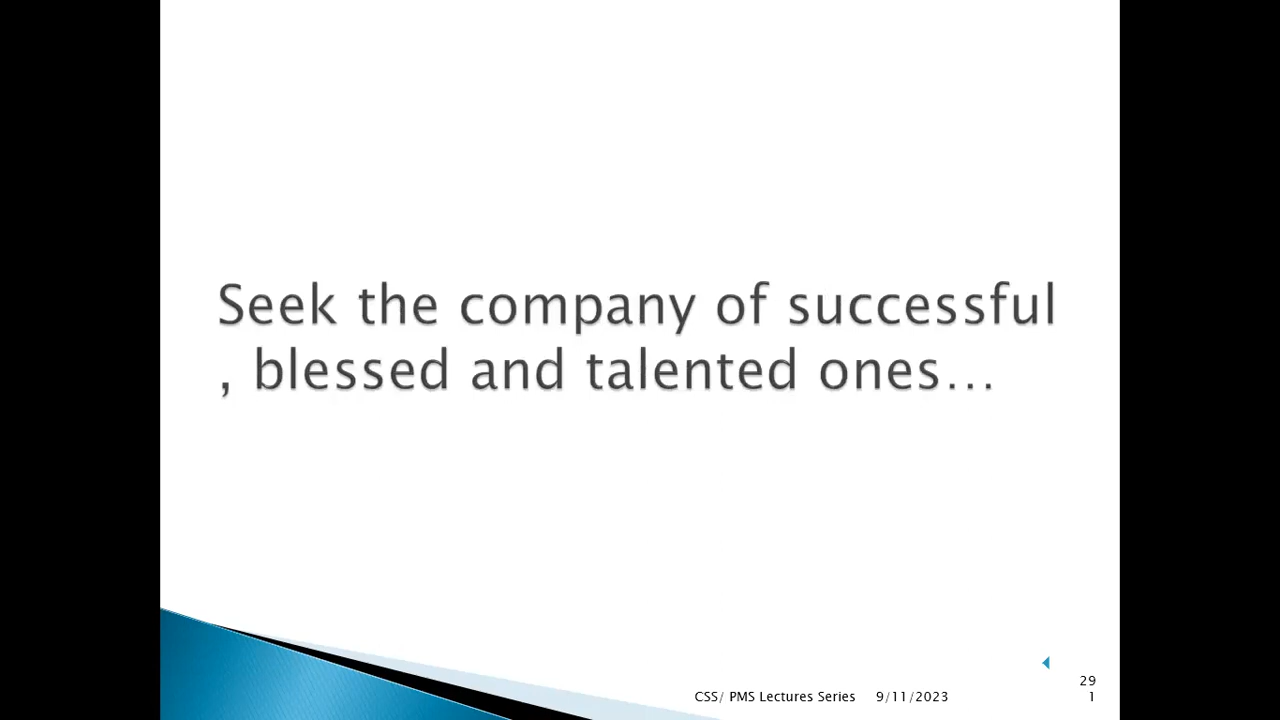 Seek the company of successful
, blessed and talented ones…
CSS/ PMS Lectures Series 9/11/2023
29
1